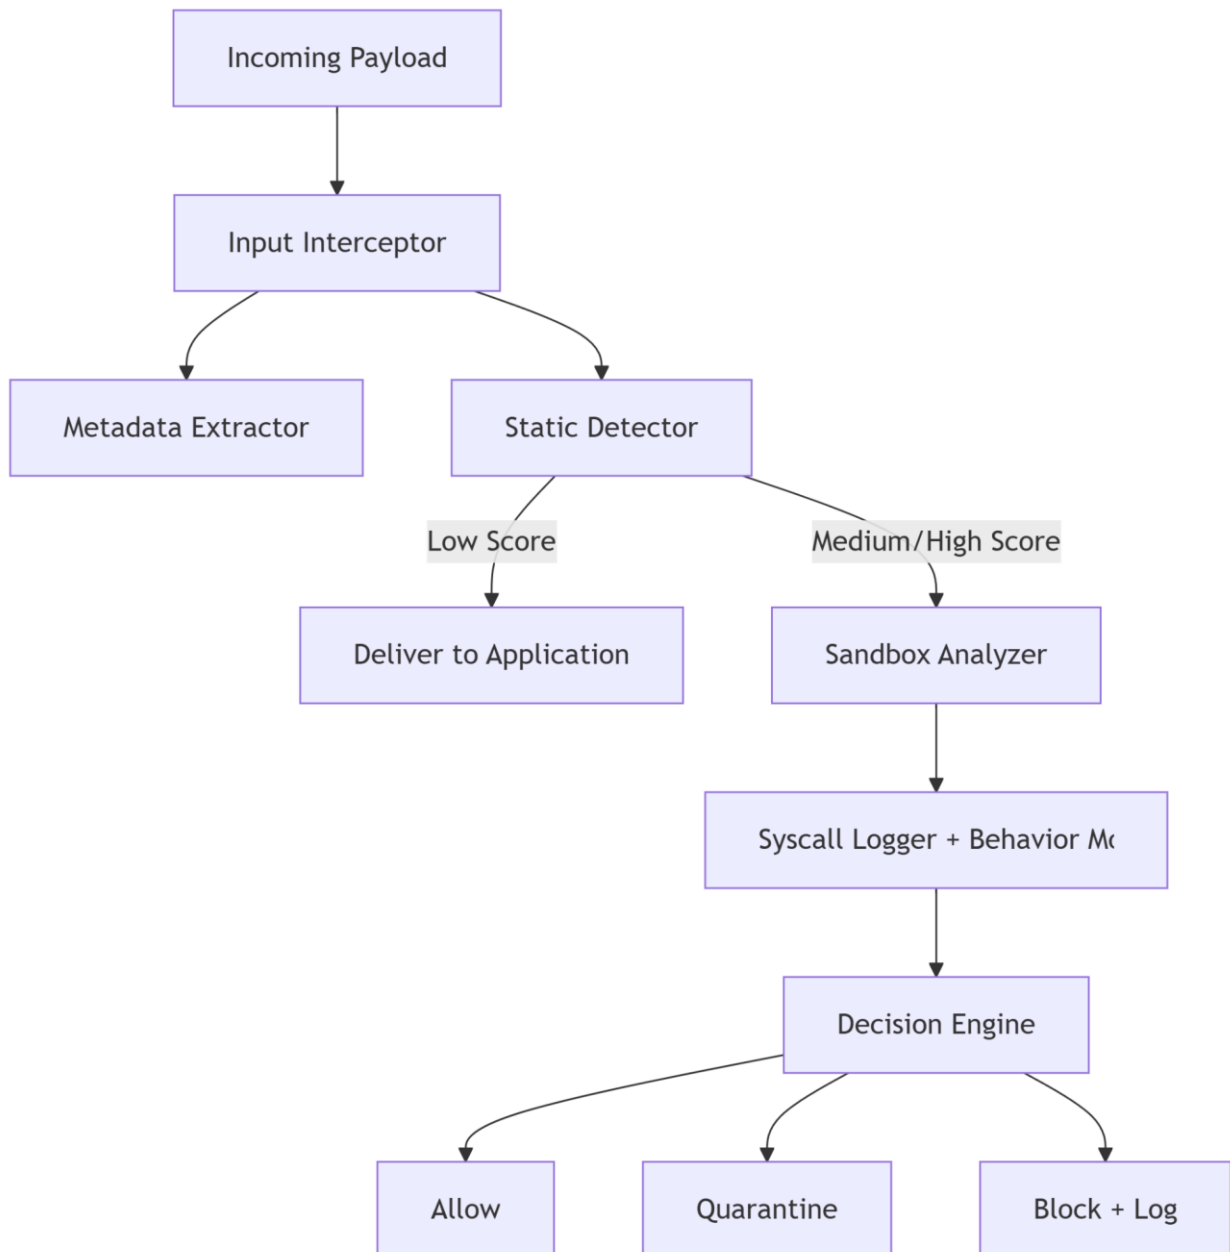 Incoming Payload
Input Interceptor
Metadata Extractor
Static Detector
Low Score
Medium/High Score
Deliver to Application
Sandbox Analyzer
Syscall Logger + Behavior
Decision Engine
Allow
Quarantine
Block + Log